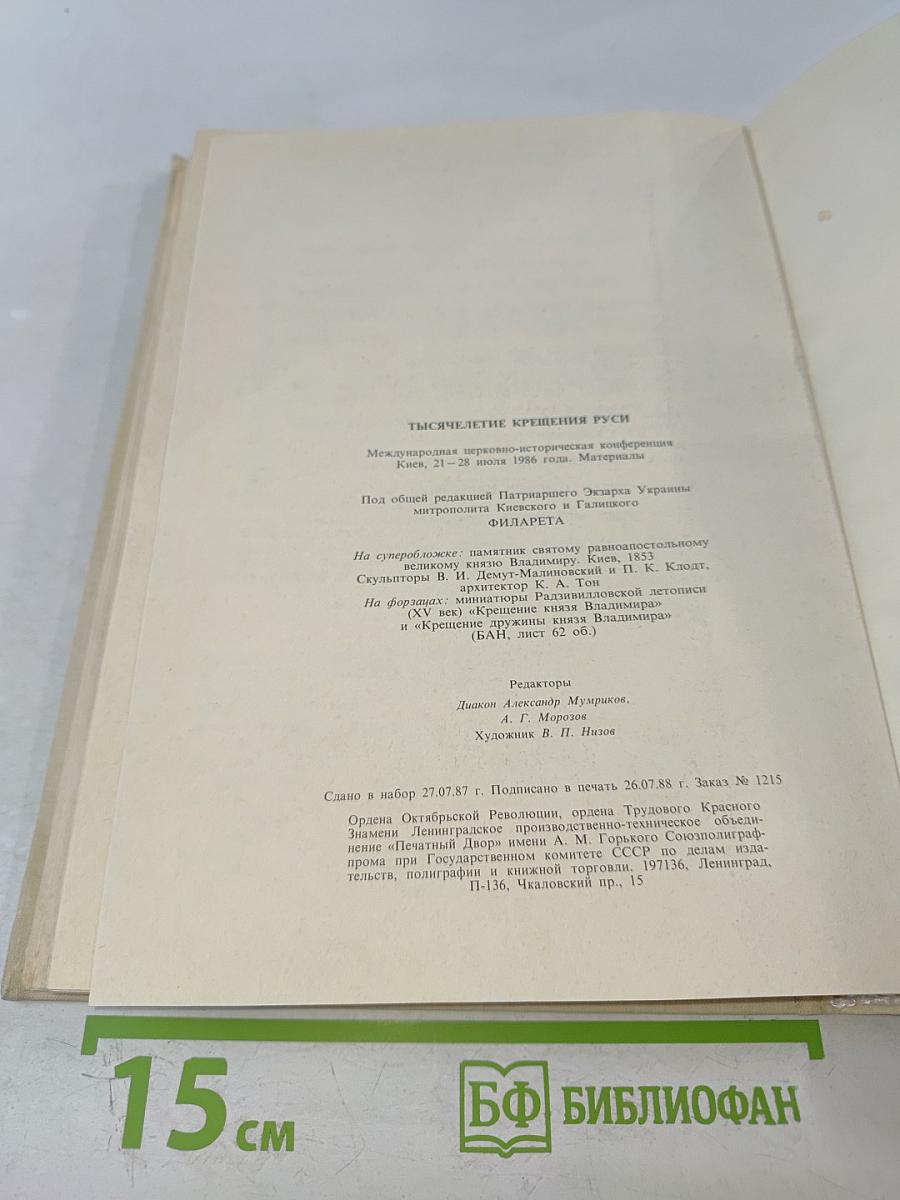 ТЫСЯЧЕЛЕТИЕ КРЕЩЕНИЯ РУСИ
Международная церковно-историческая конференция
Киев, 21—28 июля 1986 года. Материалы
Под общей редакцией Патриаршего Экзарха Украины
митрополита Киевского и Галицкого
ФИЛАРЕТА
На суперобложке: памятник святому равноапостольному
великому князю Владимиру. Киев, 1853
Скульпторы В. И. Демут-Малиновский и П. К. Клодт,
архитектор К. А. Тон
На форзацах: миниатюры Радзивилловской летописи
(XV век) «Крещение князя Владимира»
и «Крещение дружины князя Владимира»
(БАН, лист 62 об.)
Редакторы
Диакон Александр Мумриков,
А. Г. Морозов
Художник В. П. Низов
Сдано в набор 27.07.87 г. Подписано в печать 26.07.88 г. Заказ № 1215
Ордена Октябрьской Революции, ордена Трудового Красного
Знамени Ленинградское производственно-техническое объеди-
нение «Печатный Двор» имени А. М. Горького Союзполиграф-
прома при Государственном комитете СССР по делам изда-
тельств, полиграфии и книжной торговли. 197136, Ленинград,
П-136, Чкаловский пр., 15
15 см
БФ БИБЛИОФАН